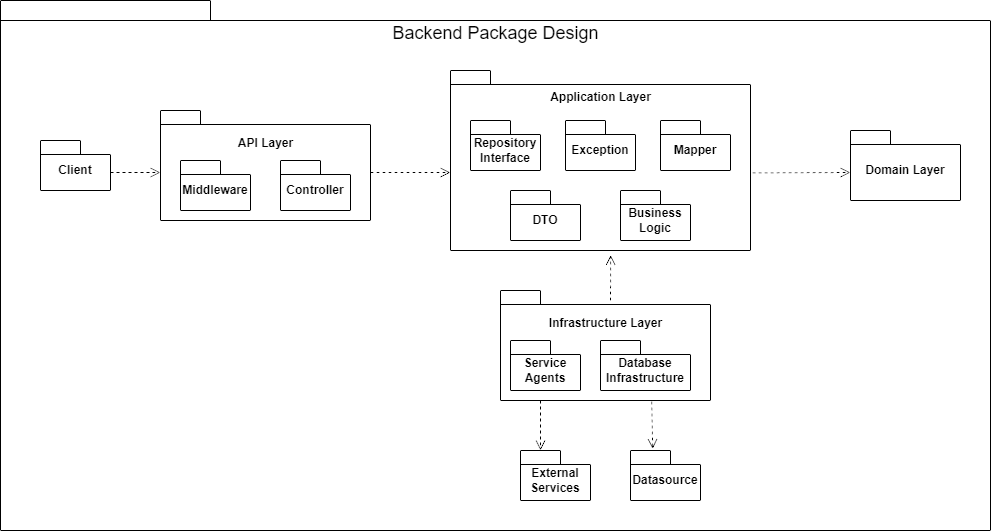 Backend Package Design
Application Layer
API Layer
Repository
Interface
Exception
Mapper
Client
Middleware
Controller
Domain Layer
DTO
Business
Logic
Infrastructure Layer
Service
Agents
Database
Infrastructure
External
Services
Datasource